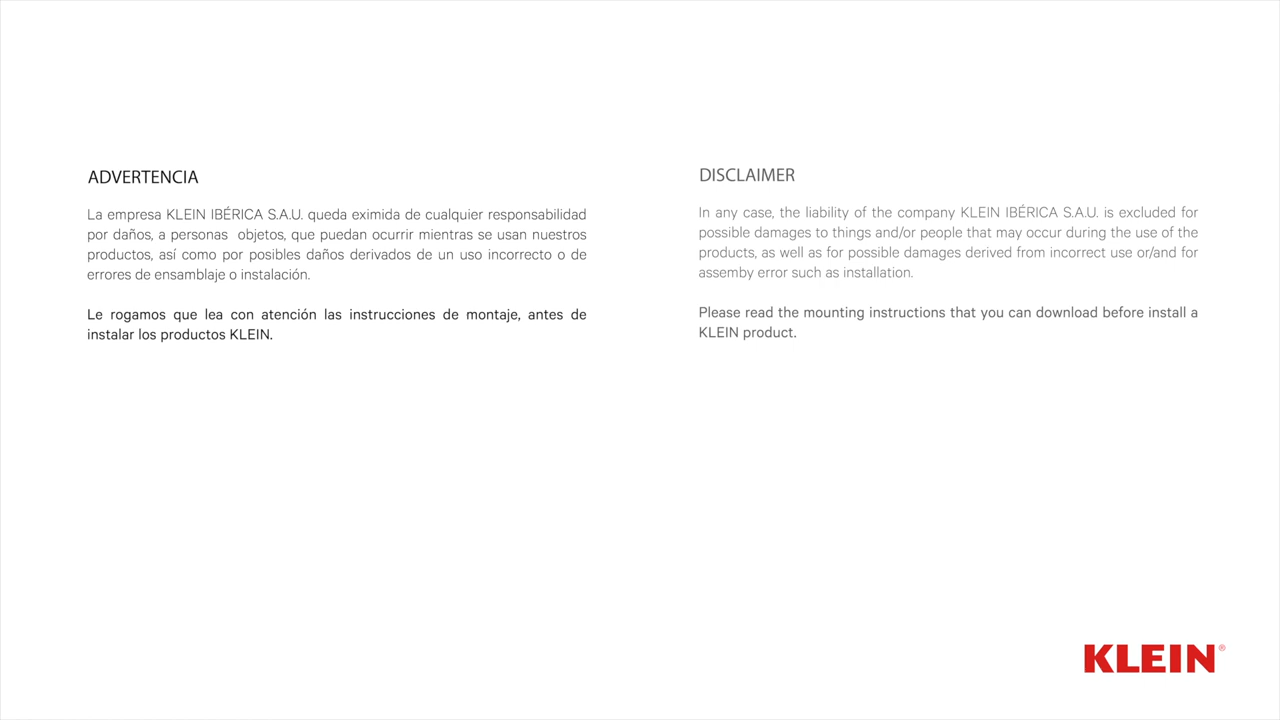 ADVERTENCIA
La empresa KLEIN IBÉRICA S.A.U. queda eximida de cualquier responsabilidad
por daños, a personas  objetos, que puedan ocurrir mientras se usan nuestros
productos, así como por posibles daños derivados de un uso incorrecto o de
errores de ensamblaje o instalación.
Le rogamos que lea con atención las instrucciones de montaje, antes de
instalar los productos KLEIN.
DISCLAIMER
In any case, the liability of the company KLEIN IBÉRICA S.A.U. is excluded for
possible damages to things and/or people that may occur during the use of the
products, as well as for possible damages derived from incorrect use or/and for
assemby error such as installation.
Please read the mounting instructions that you can download before install a
KLEIN product.
KLEIN®